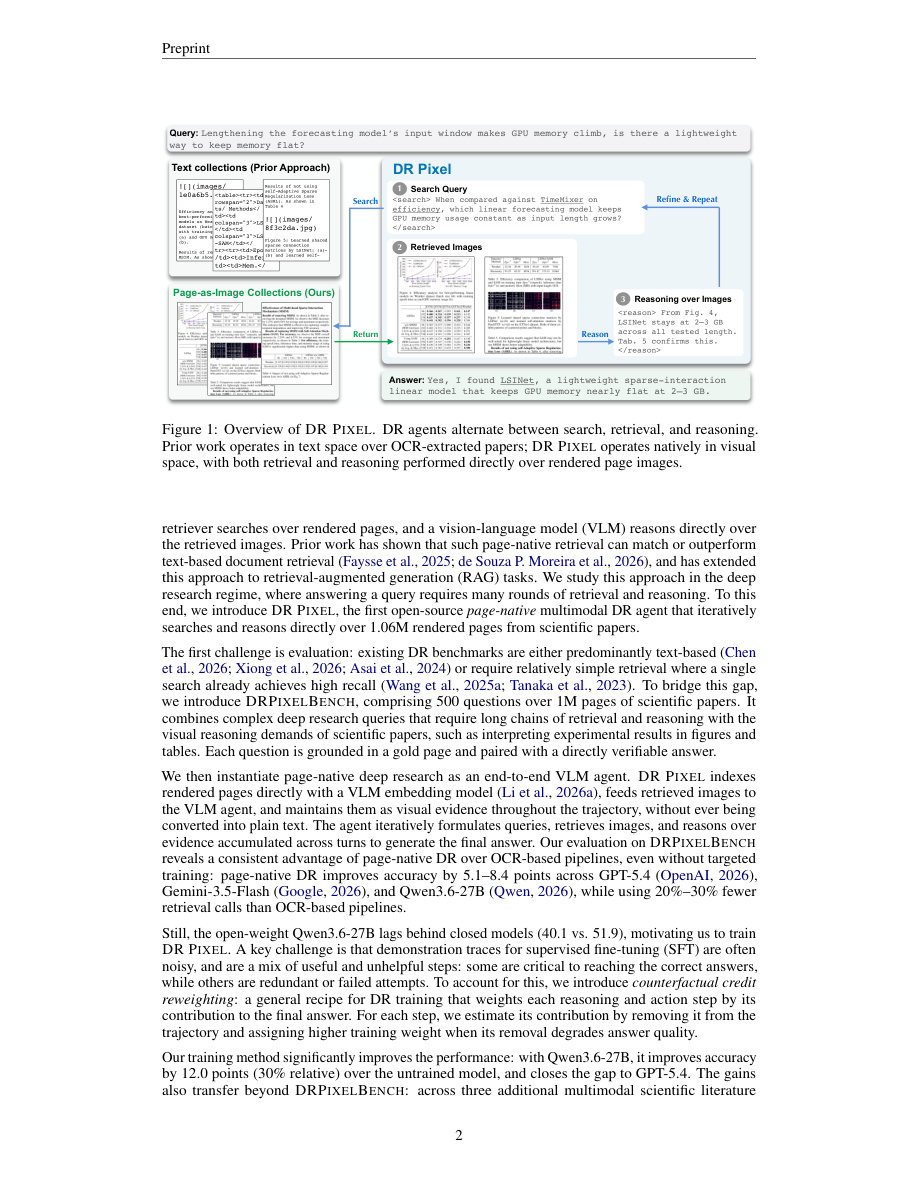 Preprint
Query: Lengthening the forecasting model's input window makes GPU memory climb, is there a lightweight
way to keep memory flat?
Text collections (Prior Approach)
![](images/
1e0a6b5.
Results of not using
self-Adaptive Sparse
Regularization Loss
![](images/
8f3c2da.jpg)
Figure 5: Learned shared
sparse connection
Page-as-Image Collections (Ours)
Search
Return
DR Pixel
1 Search Query
<search> When compared against TimeMixer on
efficiency, which linear forecasting model keeps
GPU memory usage constant as input length grows?
</search>
2 Retrieved Images
Refine & Repeat
Reason
3 Reasoning over Images
<reason> From Fig. 4,
LSINet stays at 2–3 GB
across all tested length.
Tab. 5 confirms this.
</reason>
Answer: Yes, I found LSINet, a lightweight sparse-interaction
linear model that keeps GPU memory nearly flat at 2–3 GB.
Figure 1: Overview of DR PIXEL. DR agents alternate between search, retrieval, and reasoning.
Prior work operates in text space over OCR-extracted papers; DR PIXEL operates natively in visual
space, with both retrieval and reasoning performed directly over rendered page images.
retriever searches over rendered pages, and a vision-language model (VLM) reasons directly over
the retrieved images. Prior work has shown that such page-native retrieval can match or outperform
text-based document retrieval (Faysse et al., 2025; de Souza P. Moreira et al., 2026), and has extended
this approach to retrieval-augmented generation (RAG) tasks. We study this approach in the deep
research regime, where answering a query requires many rounds of retrieval and reasoning. To this
end, we introduce DR PIXEL, the first open-source page-native multimodal DR agent that iteratively
searches and reasons directly over 1.06M rendered pages from scientific papers.
The first challenge is evaluation: existing DR benchmarks are either predominantly text-based (Chen
et al., 2026; Xiong et al., 2026; Asai et al., 2024) or require relatively simple retrieval where a single
search already achieves high recall (Wang et al., 2025a; Tanaka et al., 2023). To bridge this gap,
we introduce DRPIXELBENCH, comprising 500 questions over 1M pages of scientific papers. It
combines complex deep research queries that require long chains of retrieval and reasoning with the
visual reasoning demands of scientific papers, such as interpreting experimental results in figures and
tables. Each question is grounded in a gold page and paired with a directly verifiable answer.
We then instantiate page-native deep research as an end-to-end VLM agent. DR PIXEL indexes
rendered pages directly with a VLM embedding model (Li et al., 2026a), feeds retrieved images to
the VLM agent, and maintains them as visual evidence throughout the trajectory, without ever being
converted into plain text. The agent iteratively formulates queries, retrieves images, and reasons over
evidence accumulated across turns to generate the final answer. Our evaluation on DRPIXELBENCH
reveals a consistent advantage of page-native DR over OCR-based pipelines, even without targeted
training: page-native DR improves accuracy by 5.1–8.4 points across GPT-5.4 (OpenAI, 2026),
Gemini-3.5-Flash (Google, 2026), and Qwen3.6-27B (Qwen, 2026), while using 20%–30% fewer
retrieval calls than OCR-based pipelines.
Still, the open-weight Qwen3.6-27B lags behind closed models (40.1 vs. 51.9), motivating us to train
DR PIXEL. A key challenge is that demonstration traces for supervised fine-tuning (SFT) are often
noisy, and are a mix of useful and unhelpful steps: some are critical to reaching the correct answers,
while others are redundant or failed attempts. To account for this, we introduce counterfactual credit
reweighting: a general recipe for DR training that weights each reasoning and action step by its
contribution to the final answer. For each step, we estimate its contribution by removing it from the
trajectory and assigning higher training weight when its removal degrades answer quality.
Our training method significantly improves the performance: with Qwen3.6-27B, it improves accuracy
by 12.0 points (30% relative) over the untrained model, and closes the gap to GPT-5.4. The gains
also transfer beyond DRPIXELBENCH: across three additional multimodal scientific literature
2